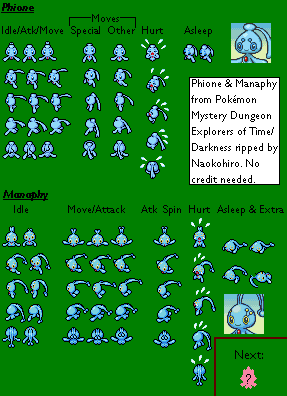 Phione
Moves
Idle/Atk/Move Special Other Hurt Asleep
Phione & Manaphy
from Pokémon
Mystery Dungeon
Explorers of Time/
Darkness ripped by
Naokohiro. No
credit needed.
Manaphy
Idle Move/Attack Atk Spin Hurt Asleep & Extra
Next:
?